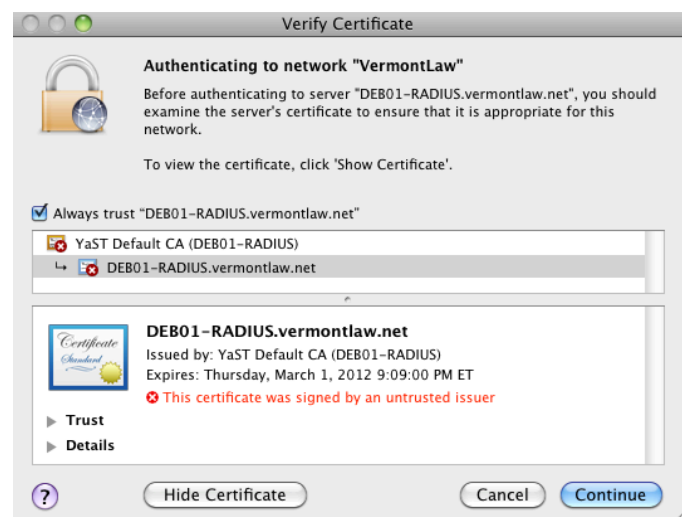 Verify Certificate
Authenticating to network "VermontLaw"
Before authenticating to server "DEB01-RADIUS.vermontlaw.net", you should
examine the server's certificate to ensure that it is appropriate for this
network.
To view the certificate, click 'Show Certificate'.
Always trust “DEB01-RADIUS.vermontlaw.net”
YaST Default CA (DEB01-RADIUS)
DEB01-RADIUS.vermontlaw.net
Certificate
Standard
DEB01-RADIUS.vermontlaw.net
Issued by: YaST Default CA (DEB01-RADIUS)
Expires: Thursday, March 1, 2012 9:09:00 PM ET
This certificate was signed by an untrusted issuer
Trust
Details
? Hide Certificate Cancel Continue